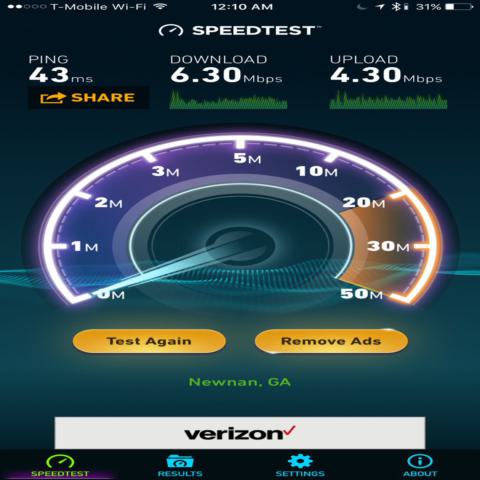 T-Mobile Wi-Fi 12:10 AM 31%
SPEEDTEST™
PING DOWNLOAD UPLOAD
43 ms 6.30 Mbps 4.30 Mbps
SHARE
5M
3M 10M
2M 20M
1M 30M
0M 50M
Test Again Remove Ads
Newnan, GA
verizon✓
SPEEDTEST RESULTS SETTINGS ABOUT